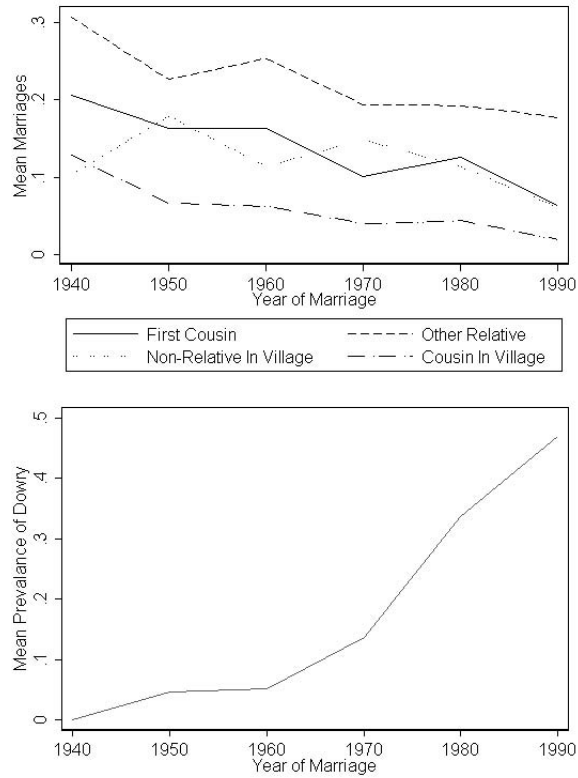 Mean Marriages
.3
.2
.1
0
1940 1950 1960 1970 1980 1990
Year of Marriage
First Cousin Other Relative
Non-Relative In Village Cousin In Village
Mean Prevalance of Dowry
.5
.4
.3
.2
.1
0
1940 1950 1960 1970 1980 1990
Year of Marriage